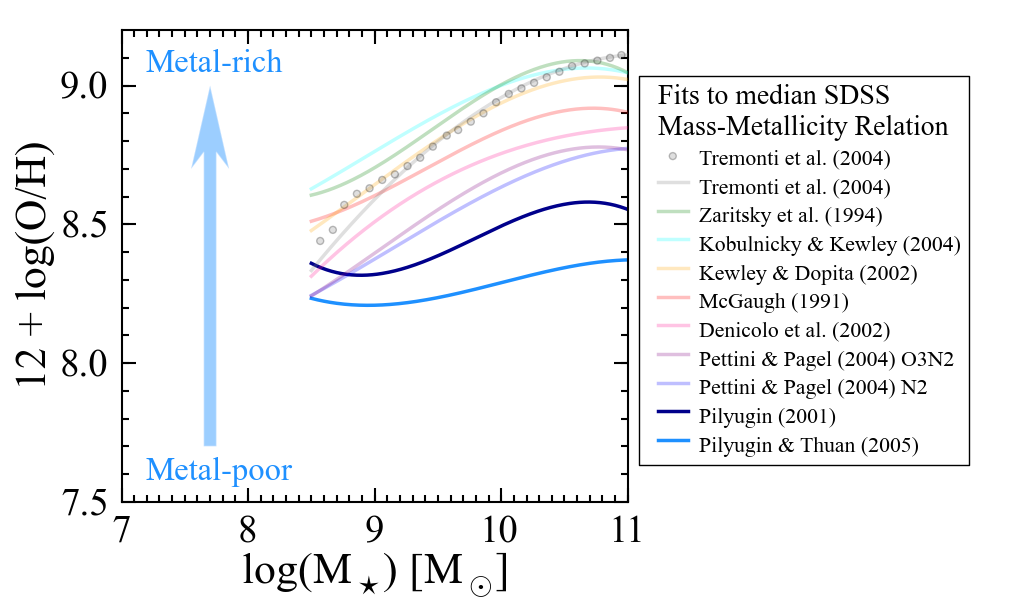 Metal-rich
Metal-poor
12 + log(O/H)
9.0
8.5
8.0
7.5
7 8 9 10 11
log(M⋆) [M⊙]
Fits to median SDSS
Mass-Metallicity Relation
Tremonti et al. (2004)
Tremonti et al. (2004)
Zaritsky et al. (1994)
Kobulnicky & Kewley (2004)
Kewley & Dopita (2002)
McGaugh (1991)
Denicolo et al. (2002)
Pettini & Pagel (2004) O3N2
Pettini & Pagel (2004) N2
Pilyugin (2001)
Pilyugin & Thuan (2005)